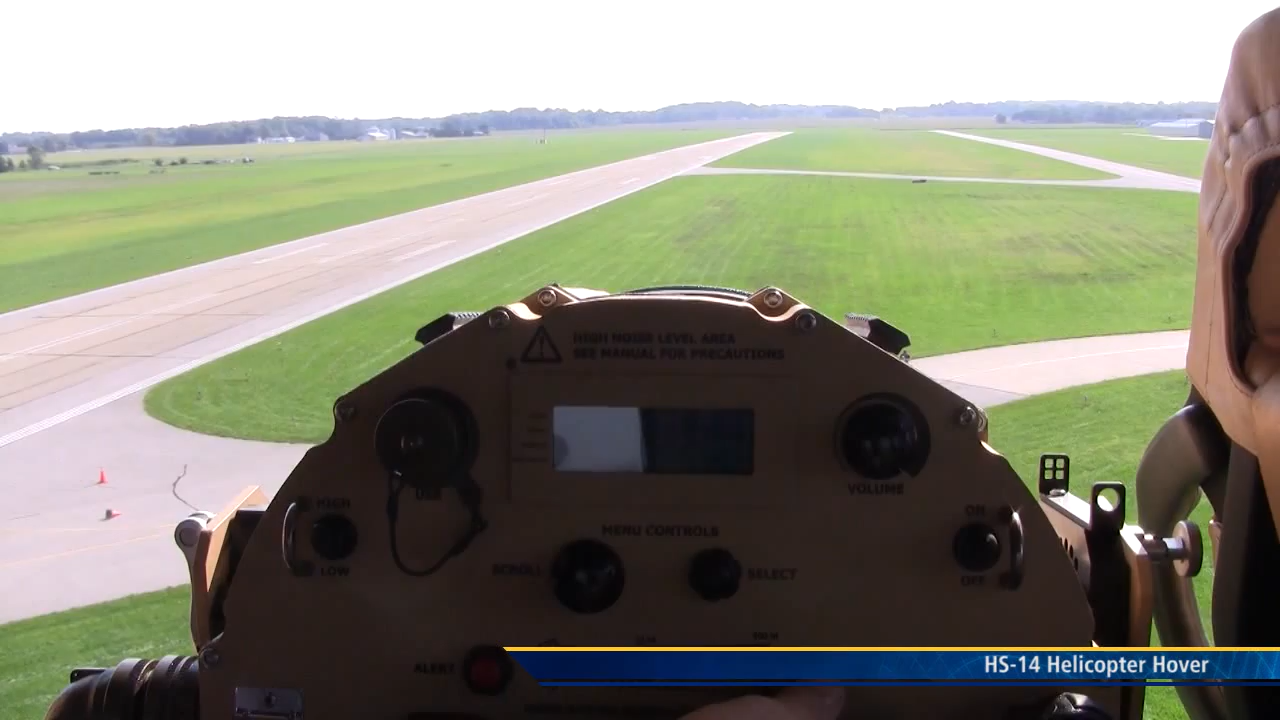 HIGH NOISE LEVEL AREA
SEE MANUAL FOR PRECAUTIONS
USB
VOLUME
HIGH
LOW
MENU CONTROLS
SCROLL
SELECT
ON
OFF
ALERT
HS-14 Helicopter Hover